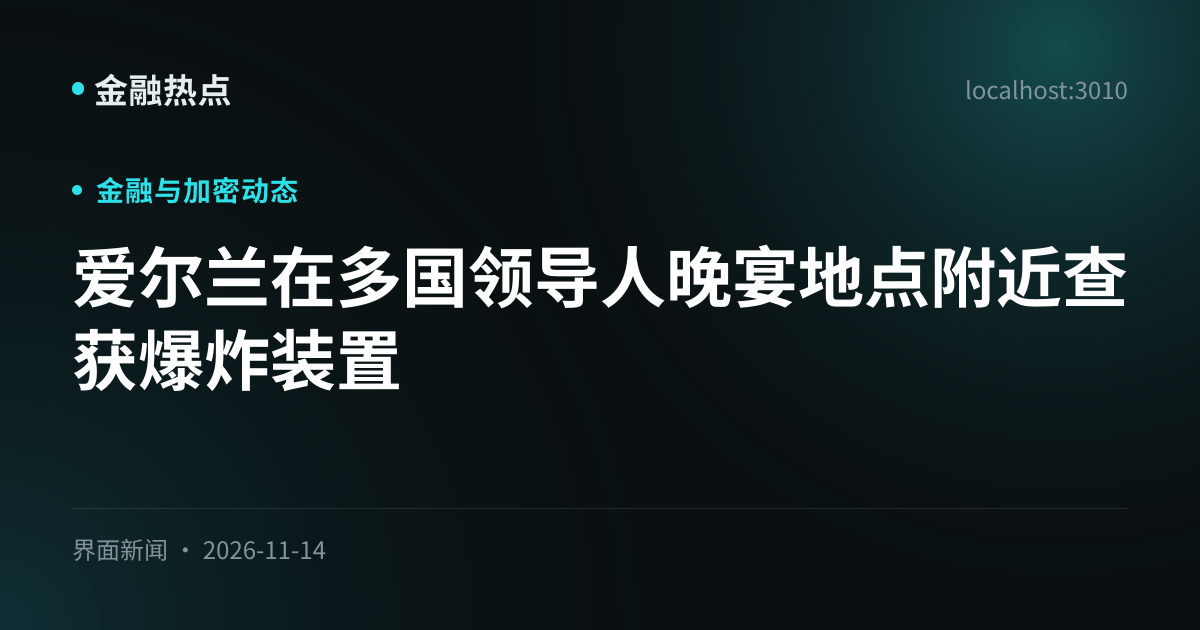 金融热点
localhost:3010
金融与加密动态
爱尔兰在多国领导人晚宴地点附近查
获爆炸装置
界面新闻 • 2026-11-14